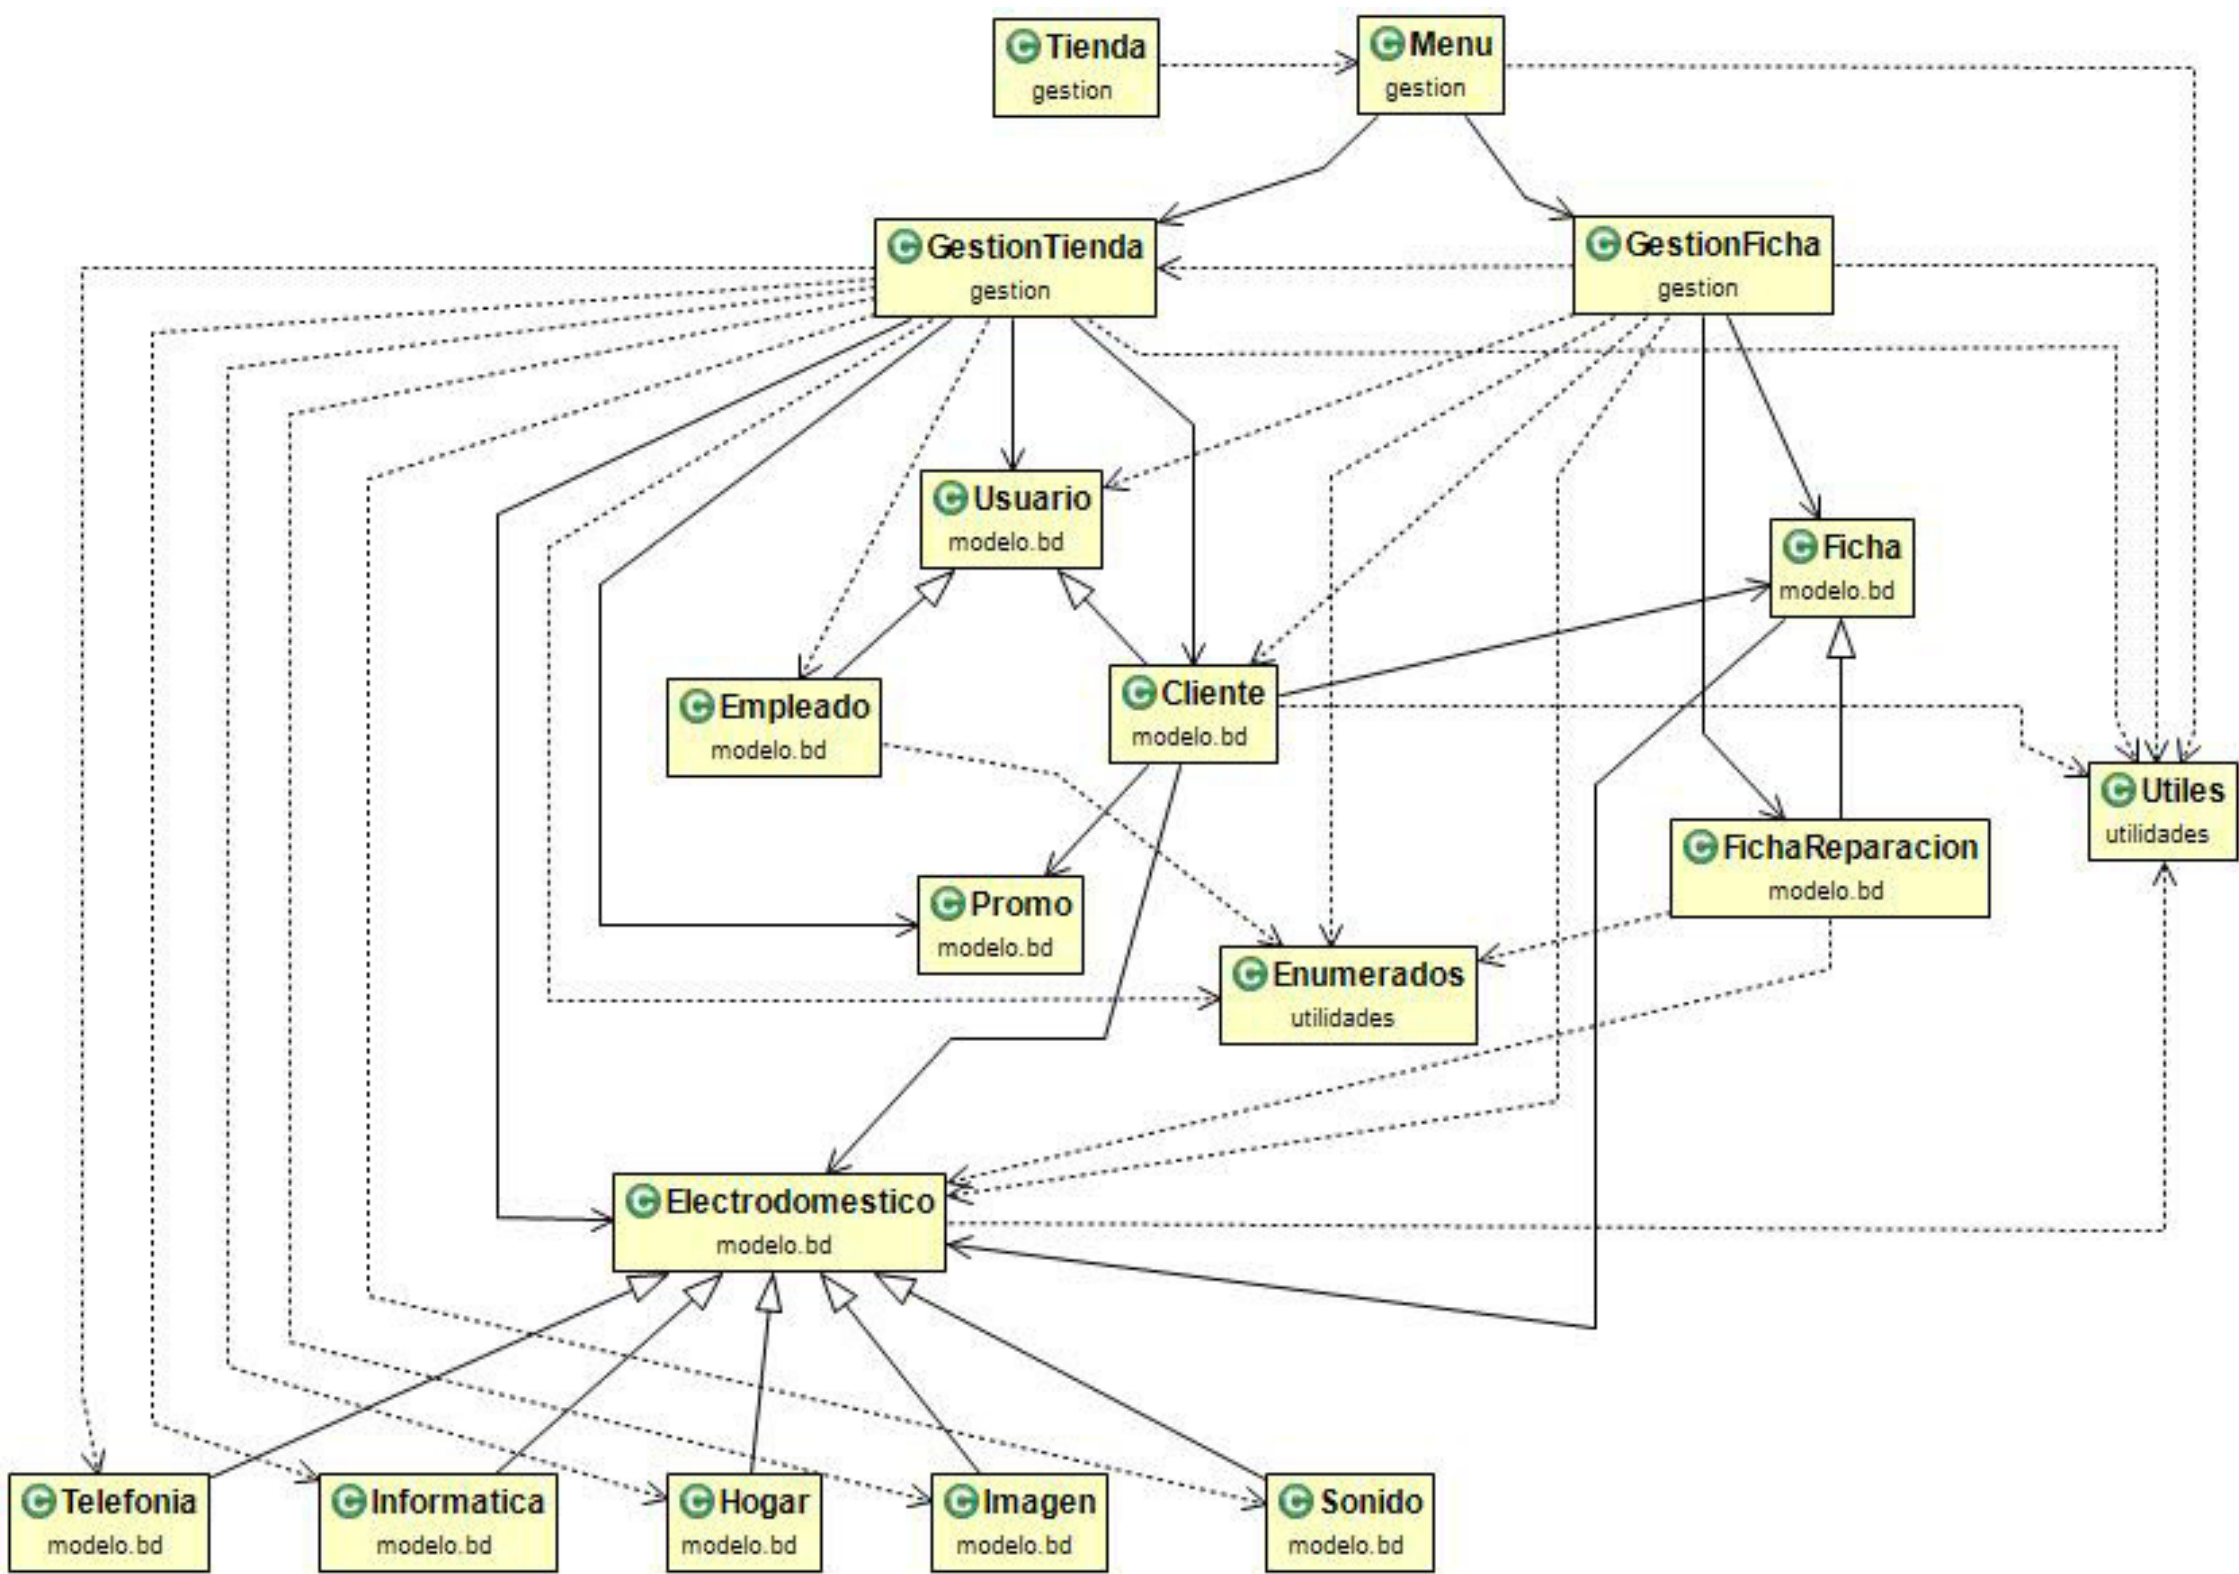 Tienda
gestion
Menu
gestion
GestionTienda
gestion
GestionFicha
gestion
Usuario
modelo.bd
Ficha
modelo.bd
Empleado
modelo.bd
Cliente
modelo.bd
Utiles
utilidades
FichaReparacion
modelo.bd
Promo
modelo.bd
Enumerados
utilidades
Electrodomestico
modelo.bd
Telefonia
modelo.bd
Informatica
modelo.bd
Hogar
modelo.bd
Imagen
modelo.bd
Sonido
modelo.bd